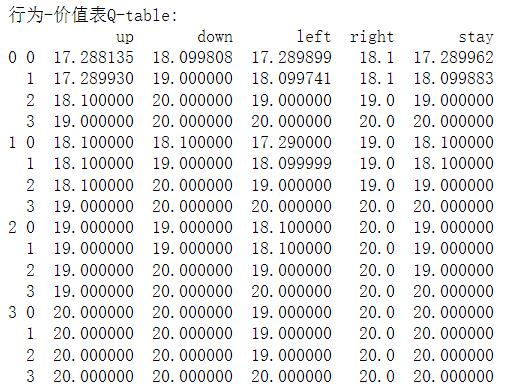 行为-价值表Q-table:
up down left right stay
0 0 17.288135 18.099808 17.289899 18.1 17.289962
1 17.289930 19.000000 18.099741 18.1 18.099883
2 18.100000 20.000000 19.000000 19.0 19.000000
3 19.000000 20.000000 20.000000 19.0 20.000000
1 0 18.100000 18.100000 17.290000 19.0 18.100000
1 18.100000 19.000000 18.099999 19.0 18.100000
2 18.100000 20.000000 19.000000 19.0 19.000000
3 19.000000 20.000000 20.000000 20.0 20.000000
2 0 19.000000 19.000000 18.100000 20.0 19.000000
1 19.000000 19.000000 18.100000 20.0 19.000000
2 19.000000 20.000000 19.000000 20.0 19.000000
3 19.000000 20.000000 20.000000 20.0 20.000000
3 0 20.000000 20.000000 19.000000 20.0 20.000000
1 20.000000 20.000000 19.000000 20.0 20.000000
2 20.000000 20.000000 19.000000 20.0 20.000000
3 20.000000 20.000000 20.000000 20.0 20.000000